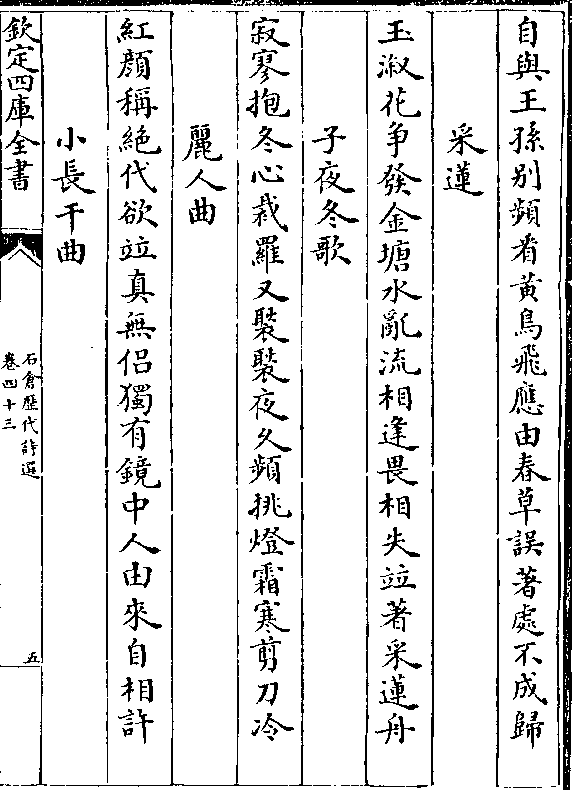 自與王孫别頻看黄鳥飛應由春草誤著處不成歸
采蓮
玉淑花争發金塘水亂流相逢畏相失竝著采蓮舟
子夜冬歌
寂寥抱冬心裁羅又褧褧夜久頻挑燈霜寒剪刀冷
麗人曲
紅顔稱絶代欲竝真無侣獨有鏡中人由來自相許
小長干曲
欽定四庫全書
石倉歷代詩選
卷四十三
五